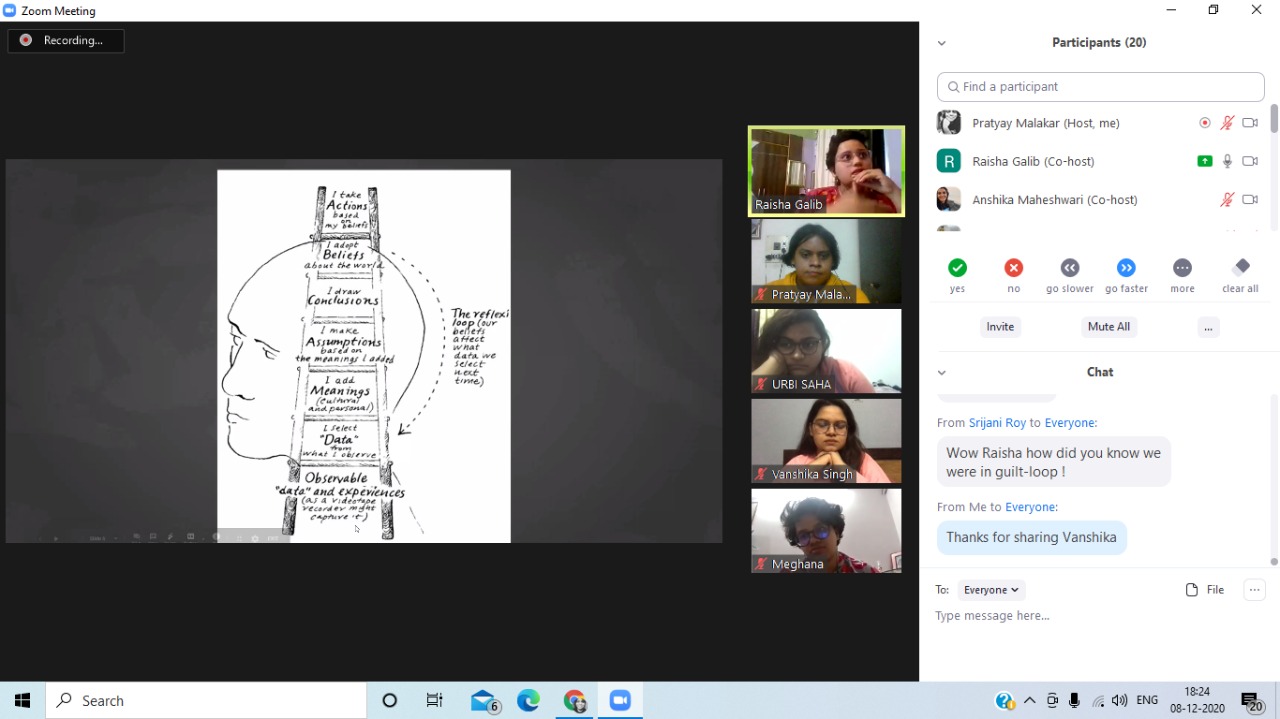 Zoom Meeting
Recording...
I take
Actions
based
on
my beliefs
I adopt
Beliefs
about the world
I draw
Conclusions
I make
Assumptions
based on
the meanings I added
I add
Meanings
(cultural
and personal)
I select
"Data"
from
what I observe
Observable
"data" and experiences
(as a videotape
recorder might
capture it)
The reflexi
loop (our
beliefs
affect
what
data we
select
next
time)
Raisha Galib
Pratyay Mala...
URBI SAHA
Vanshika Singh
Meghana
Participants (20)
Find a participant
Pratyay Malakar (Host, me)
R
Raisha Galib (Co-host)
Anshika Maheshwari (Co-host)
yes
no
go slower
go faster
more
clear all
Invite
Mute All
...
Chat
From Srijani Roy to Everyone:
Wow Raisha how did you know we
were in guilt-loop !
From Me to Everyone:
Thanks for sharing Vanshika
To:
Everyone
File
Type message here...
Search
6
ENG
18:24
08-12-2020
20